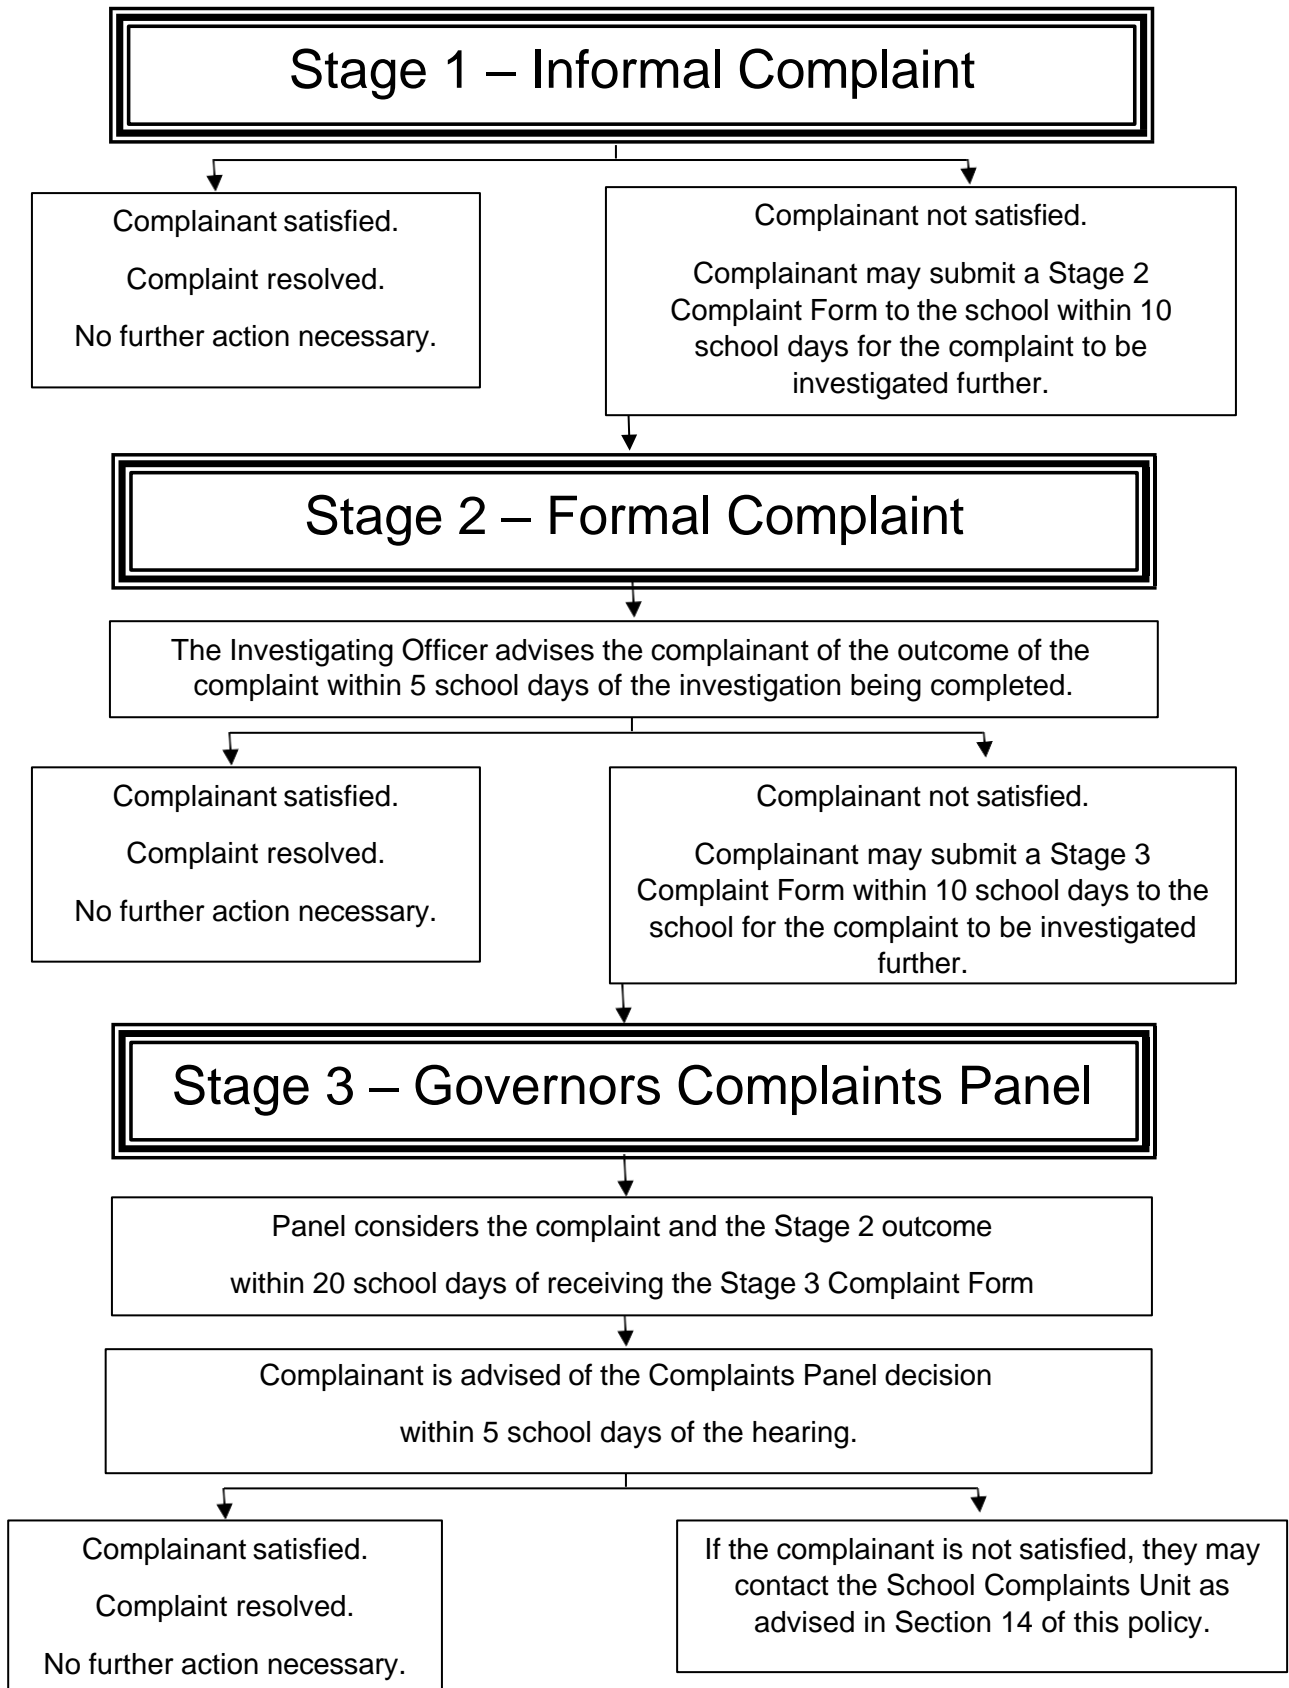 Stage 1 – Informal Complaint
Complainant satisfied.
Complaint resolved.
No further action necessary.
Complainant not satisfied.
Complainant may submit a Stage 2
Complaint Form to the school within 10
school days for the complaint to be
investigated further.
Stage 2 – Formal Complaint
The Investigating Officer advises the complainant of the outcome of the
complaint within 5 school days of the investigation being completed.
Complainant satisfied.
Complaint resolved.
No further action necessary.
Complainant not satisfied.
Complainant may submit a Stage 3
Complaint Form within 10 school days to the
school for the complaint to be investigated
further.
Stage 3 – Governors Complaints Panel
Panel considers the complaint and the Stage 2 outcome
within 20 school days of receiving the Stage 3 Complaint Form
Complainant is advised of the Complaints Panel decision
within 5 school days of the hearing.
Complainant satisfied.
Complaint resolved.
No further action necessary.
If the complainant is not satisfied, they may
contact the School Complaints Unit as
advised in Section 14 of this policy.